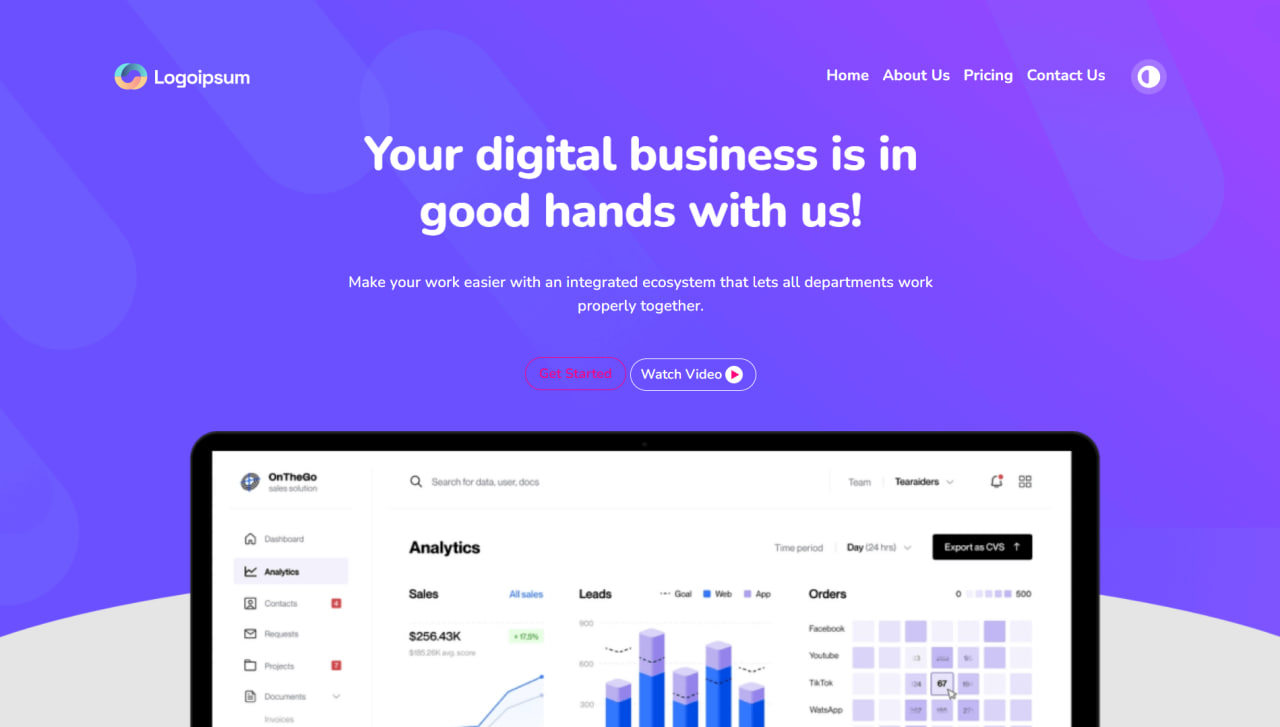 Logoipsum
Home About Us Pricing Contact Us
Your digital business is in
good hands with us!
Make your work easier with an integrated ecosystem that lets all departments work
properly together.
Get Started
Watch Video
OnTheGo
sales solution
Search for data, user, docs
Team
Tearaiders
Dashboard
Analytics
Contacts 4
Requests
Projects 7
Documents
Invoices
Analytics
Time period
Day (24 hrs)
Export as CVS
Sales
All sales
$256.43K
+ 17,5%
$185.28K avg. score
Leads
Goal Web App
900
600
300
Orders
0 500
Facebook
Youtube
TikTok
67
WatsApp